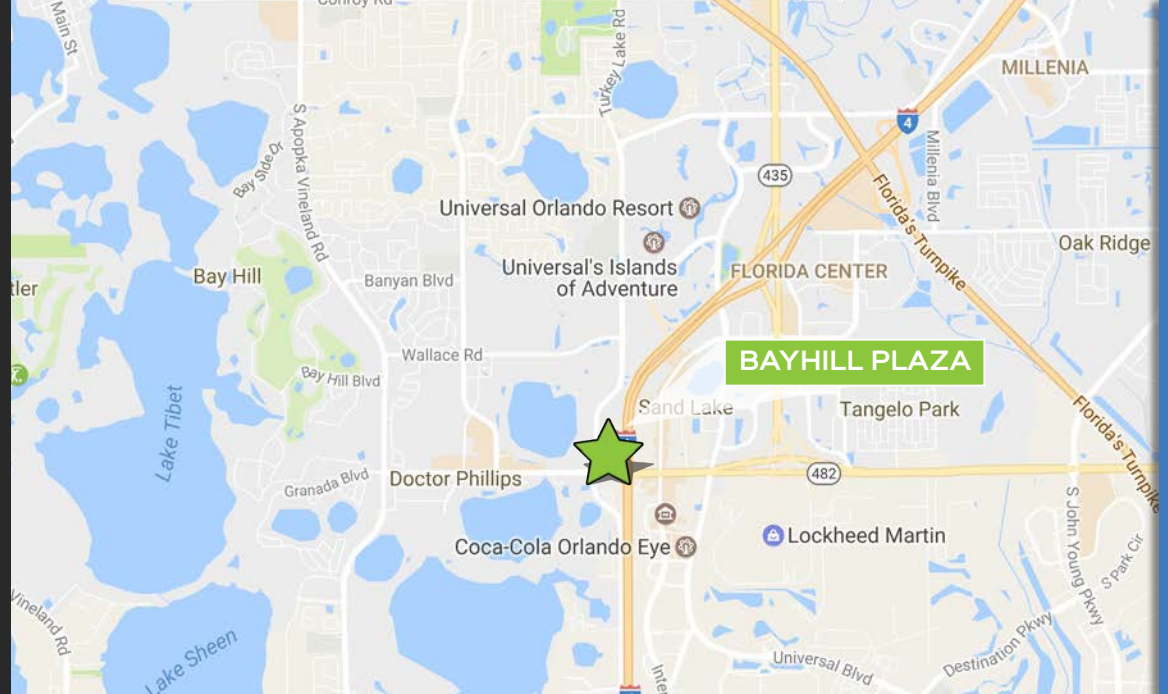 Main St
Conroy Rd
Turkey Lake Rd
MILLENIA
4
S Apopka Vineland Rd
Bay Side Dr
Millenia Blvd
435
Florida's Turnpike
Universal Orlando Resort
Oak Ridge
Universal's Islands
of Adventure
FLORIDA CENTER
Bay Hill
Banyan Blvd
tler
Wallace Rd
BAYHILL PLAZA
Bay Hill Blvd
Sand Lake
Tangelo Park
Florida's Turnpike
Lake Tibet
Doctor Phillips
482
Granada Blvd
S John Young Pkwy
Lockheed Martin
Coca-Cola Orlando Eye
S Park Cir
Vineland Rd
Lake Sheen
Universal Blvd
Destination Pkwy
Inter